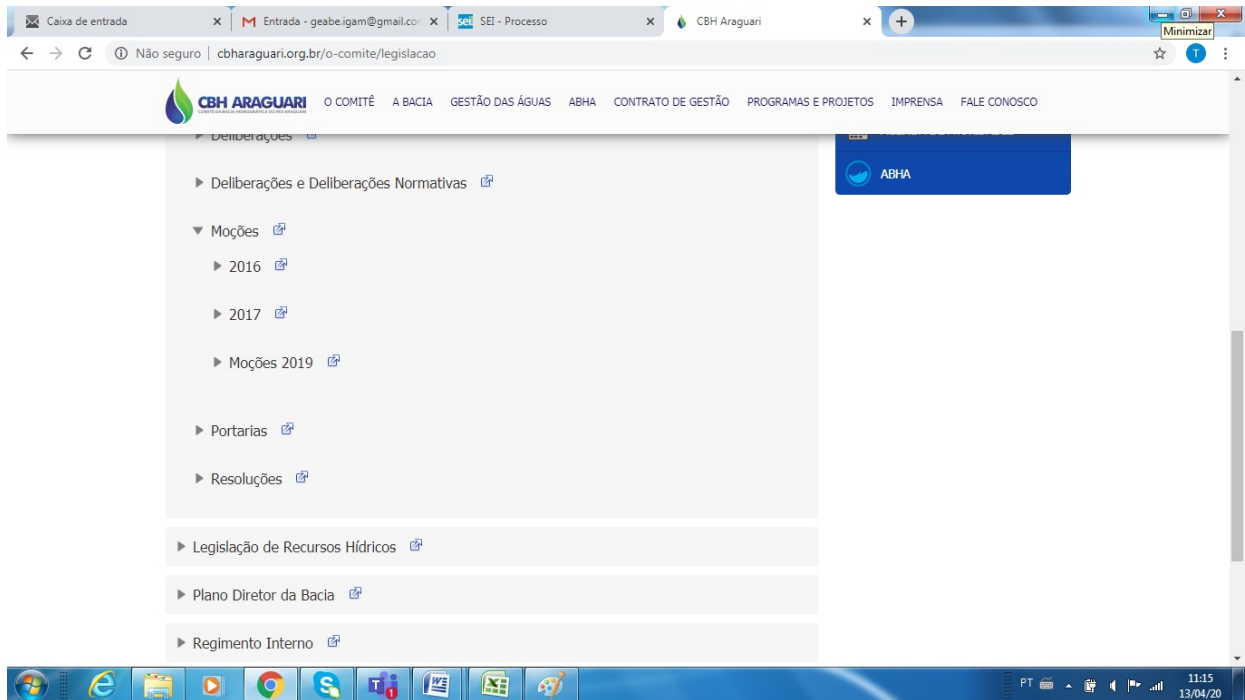 Caixa de entrada
Entrada - geabe.igam@gmail.con
sei.
SEI - Processo
CBH Araguari
Minimizar
Não seguro | cbharaguari.org.br/o-comite/legislacao
T
CBH ARAGUARI
O COMITÊ A BACIA GESTÃO DAS ÁGUAS ABHA CONTRATO DE GESTÃO PROGRAMAS E PROJETOS IMPRENSA FALE CONOSCO
Deliberações
ABHA
Deliberações e Deliberações Normativas
Moções
2016
2017
Moções 2019
Portarias
Resoluções
Legislação de Recursos Hídricos
Plano Diretor da Bacia
Regimento Interno
PT
11:15
13/04/20